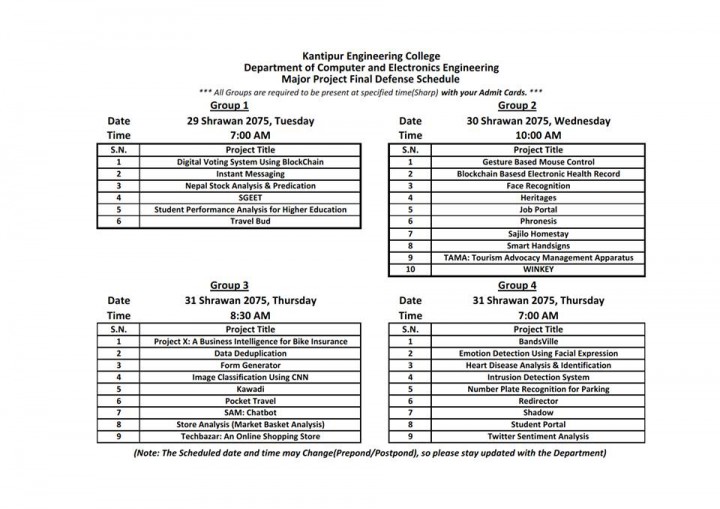 Kantipur Engineering College
Department of Computer and Electronics Engineering
Major Project Final Defense Schedule
*** All Groups are required to be present at specified time(Sharp) with your Admit Cards. ***
Group 1
Date 29 Shrawan 2075, Tuesday
Time 7:00 AM
S.N. Project Title
1 Digital Voting System Using BlockChain
2 Instant Messaging
3 Nepal Stock Analysis & Predication
4 SGEET
5 Student Performance Analysis for Higher Education
6 Travel Bud
Group 2
Date 30 Shrawan 2075, Wednesday
Time 10:00 AM
S.N. Project Title
1 Gesture Based Mouse Control
2 Blockchain Basesd Electronic Health Record
3 Face Recognition
4 Heritages
5 Job Portal
6 Phronesis
7 Sajilo Homestay
8 Smart Handsigns
9 TAMA: Tourism Advocacy Management Apparatus
10 WINKEY
Group 3
Date 31 Shrawan 2075, Thursday
Time 8:30 AM
S.N. Project Title
1 Project X: A Business Intelligence for Bike Insurance
2 Data Deduplication
3 Form Generator
4 Image Classification Using CNN
5 Kawadi
6 Pocket Travel
7 SAM: Chatbot
8 Store Analysis (Market Basket Analysis)
9 Techbazar: An Online Shopping Store
Group 4
Date 31 Shrawan 2075, Thursday
Time 7:00 AM
S.N. Project Title
1 BandsVille
2 Emotion Detection Using Facial Expression
3 Heart Disease Analysis & Identification
4 Intrusion Detection System
5 Number Plate Recognition for Parking
6 Redirector
7 Shadow
8 Student Portal
9 Twitter Sentiment Analysis
(Note: The Scheduled date and time may Change(Prepond/Postpond), so please stay updated with the Department)